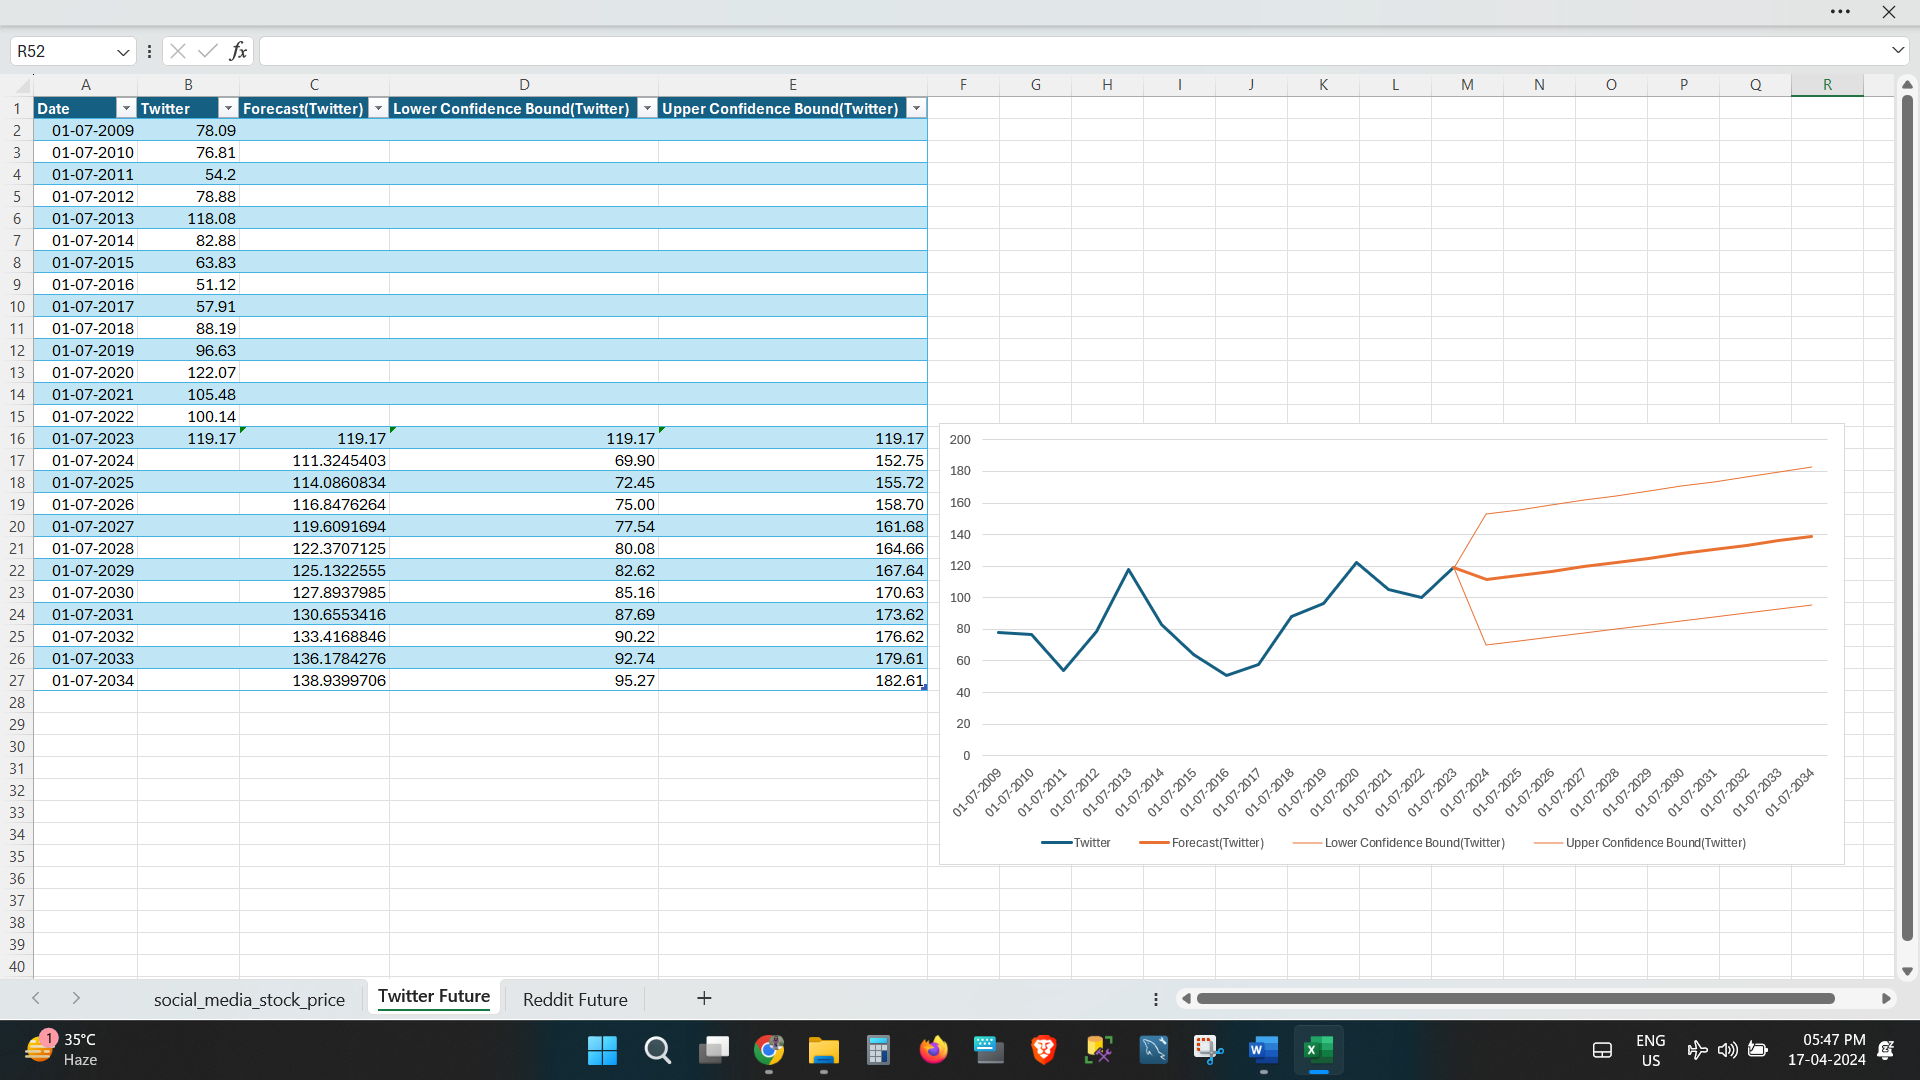 R52
fx
A B C D E F G H I J K L M N O P Q R
1 Date Twitter Forecast(Twitter) Lower Confidence Bound(Twitter) Upper Confidence Bound(Twitter)
2 01-07-2009 78.09
3 01-07-2010 76.81
4 01-07-2011 54.2
5 01-07-2012 78.88
6 01-07-2013 118.08
7 01-07-2014 82.88
8 01-07-2015 63.83
9 01-07-2016 51.12
10 01-07-2017 57.91
11 01-07-2018 88.19
12 01-07-2019 96.63
13 01-07-2020 122.07
14 01-07-2021 105.48
15 01-07-2022 100.14
16 01-07-2023 119.17 119.17 119.17 119.17
17 01-07-2024 111.3245403 69.90 152.75
18 01-07-2025 114.0860834 72.45 155.72
19 01-07-2026 116.8476264 75.00 158.70
20 01-07-2027 119.6091694 77.54 161.68
21 01-07-2028 122.3707125 80.08 164.66
22 01-07-2029 125.1322555 82.62 167.64
23 01-07-2030 127.8937985 85.16 170.63
24 01-07-2031 130.6553416 87.69 173.62
25 01-07-2032 133.4168846 90.22 176.62
26 01-07-2033 136.1784276 92.74 179.61
27 01-07-2034 138.9399706 95.27 182.61
28
29
30
31
32
33
34
35
36
37
38
39
40
200
180
160
140
120
100
80
60
40
20
0
01-07-2009 01-07-2010 01-07-2011 01-07-2012 01-07-2013 01-07-2014 01-07-2015 01-07-2016 01-07-2017 01-07-2018 01-07-2019 01-07-2020 01-07-2021 01-07-2022 01-07-2023 01-07-2024 01-07-2025 01-07-2026 01-07-2027 01-07-2028 01-07-2029 01-07-2030 01-07-2031 01-07-2032 01-07-2033 01-07-2034
Twitter Forecast(Twitter) Lower Confidence Bound(Twitter) Upper Confidence Bound(Twitter)
social_media_stock_price Twitter Future Reddit Future
1
35°C
Haze
W
X
ENG
US
05:47 PM
17-04-2024